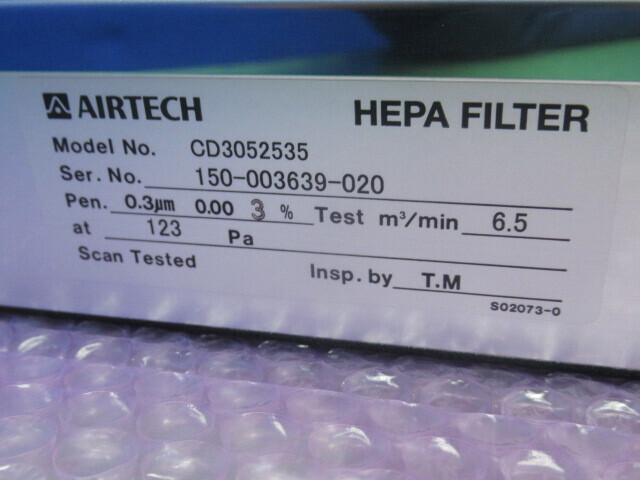 AIRTECH HEPA FILTER
Model No. CD3052535
Ser. No. 150-003639-020
Pen. 0.3μm 0.00 3 % Test m³/min 6.5
at 123 Pa
Scan Tested Insp. by T.M
S02073-0